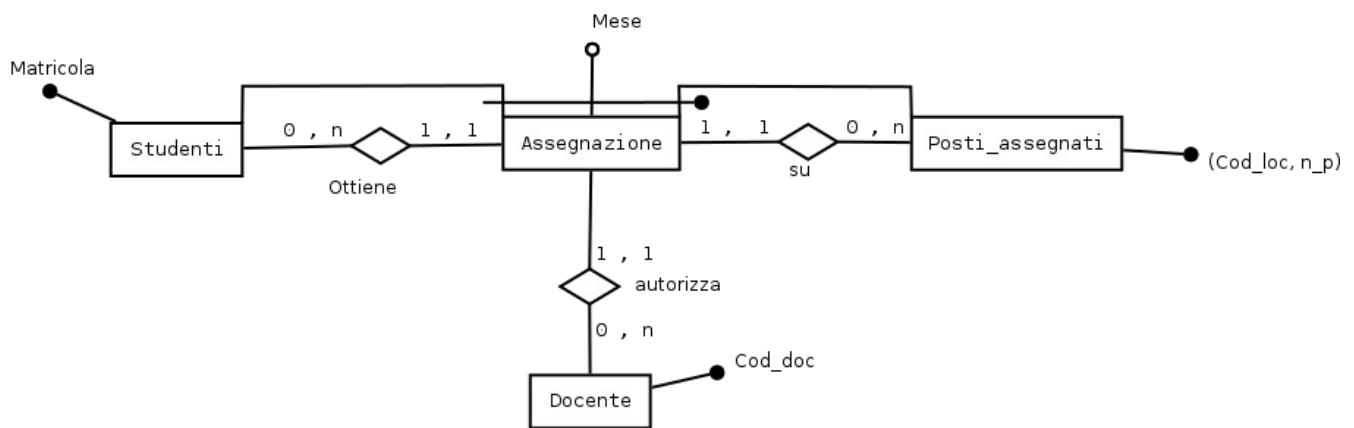 Mese
Matricola
0 , n
1 , 1
1 , 1
0 , n
Studenti
Assegnazione
Posti_assegnati
(Cod_loc, n_p)
Ottiene
su
1 , 1
autorizza
0 , n
Cod_doc
Docente